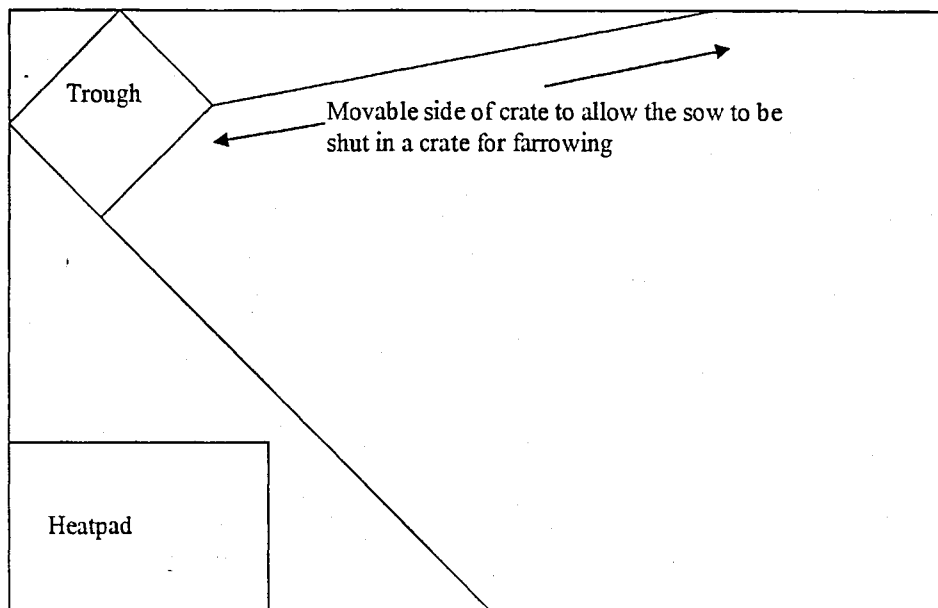 Trough
Movable side of crate to allow the sow to be
shut in a crate for farrowing
Heatpad